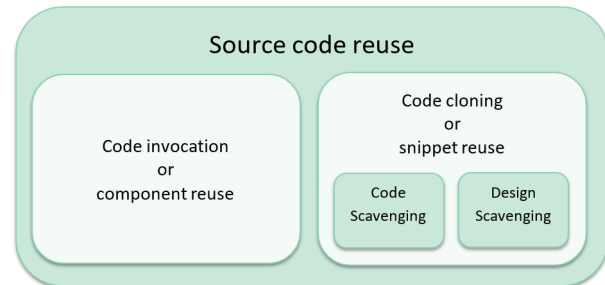 Source code reuse
Code invocation
or
component reuse
Code cloning
or
snippet reuse
Code
Scavenging
Design
Scavenging